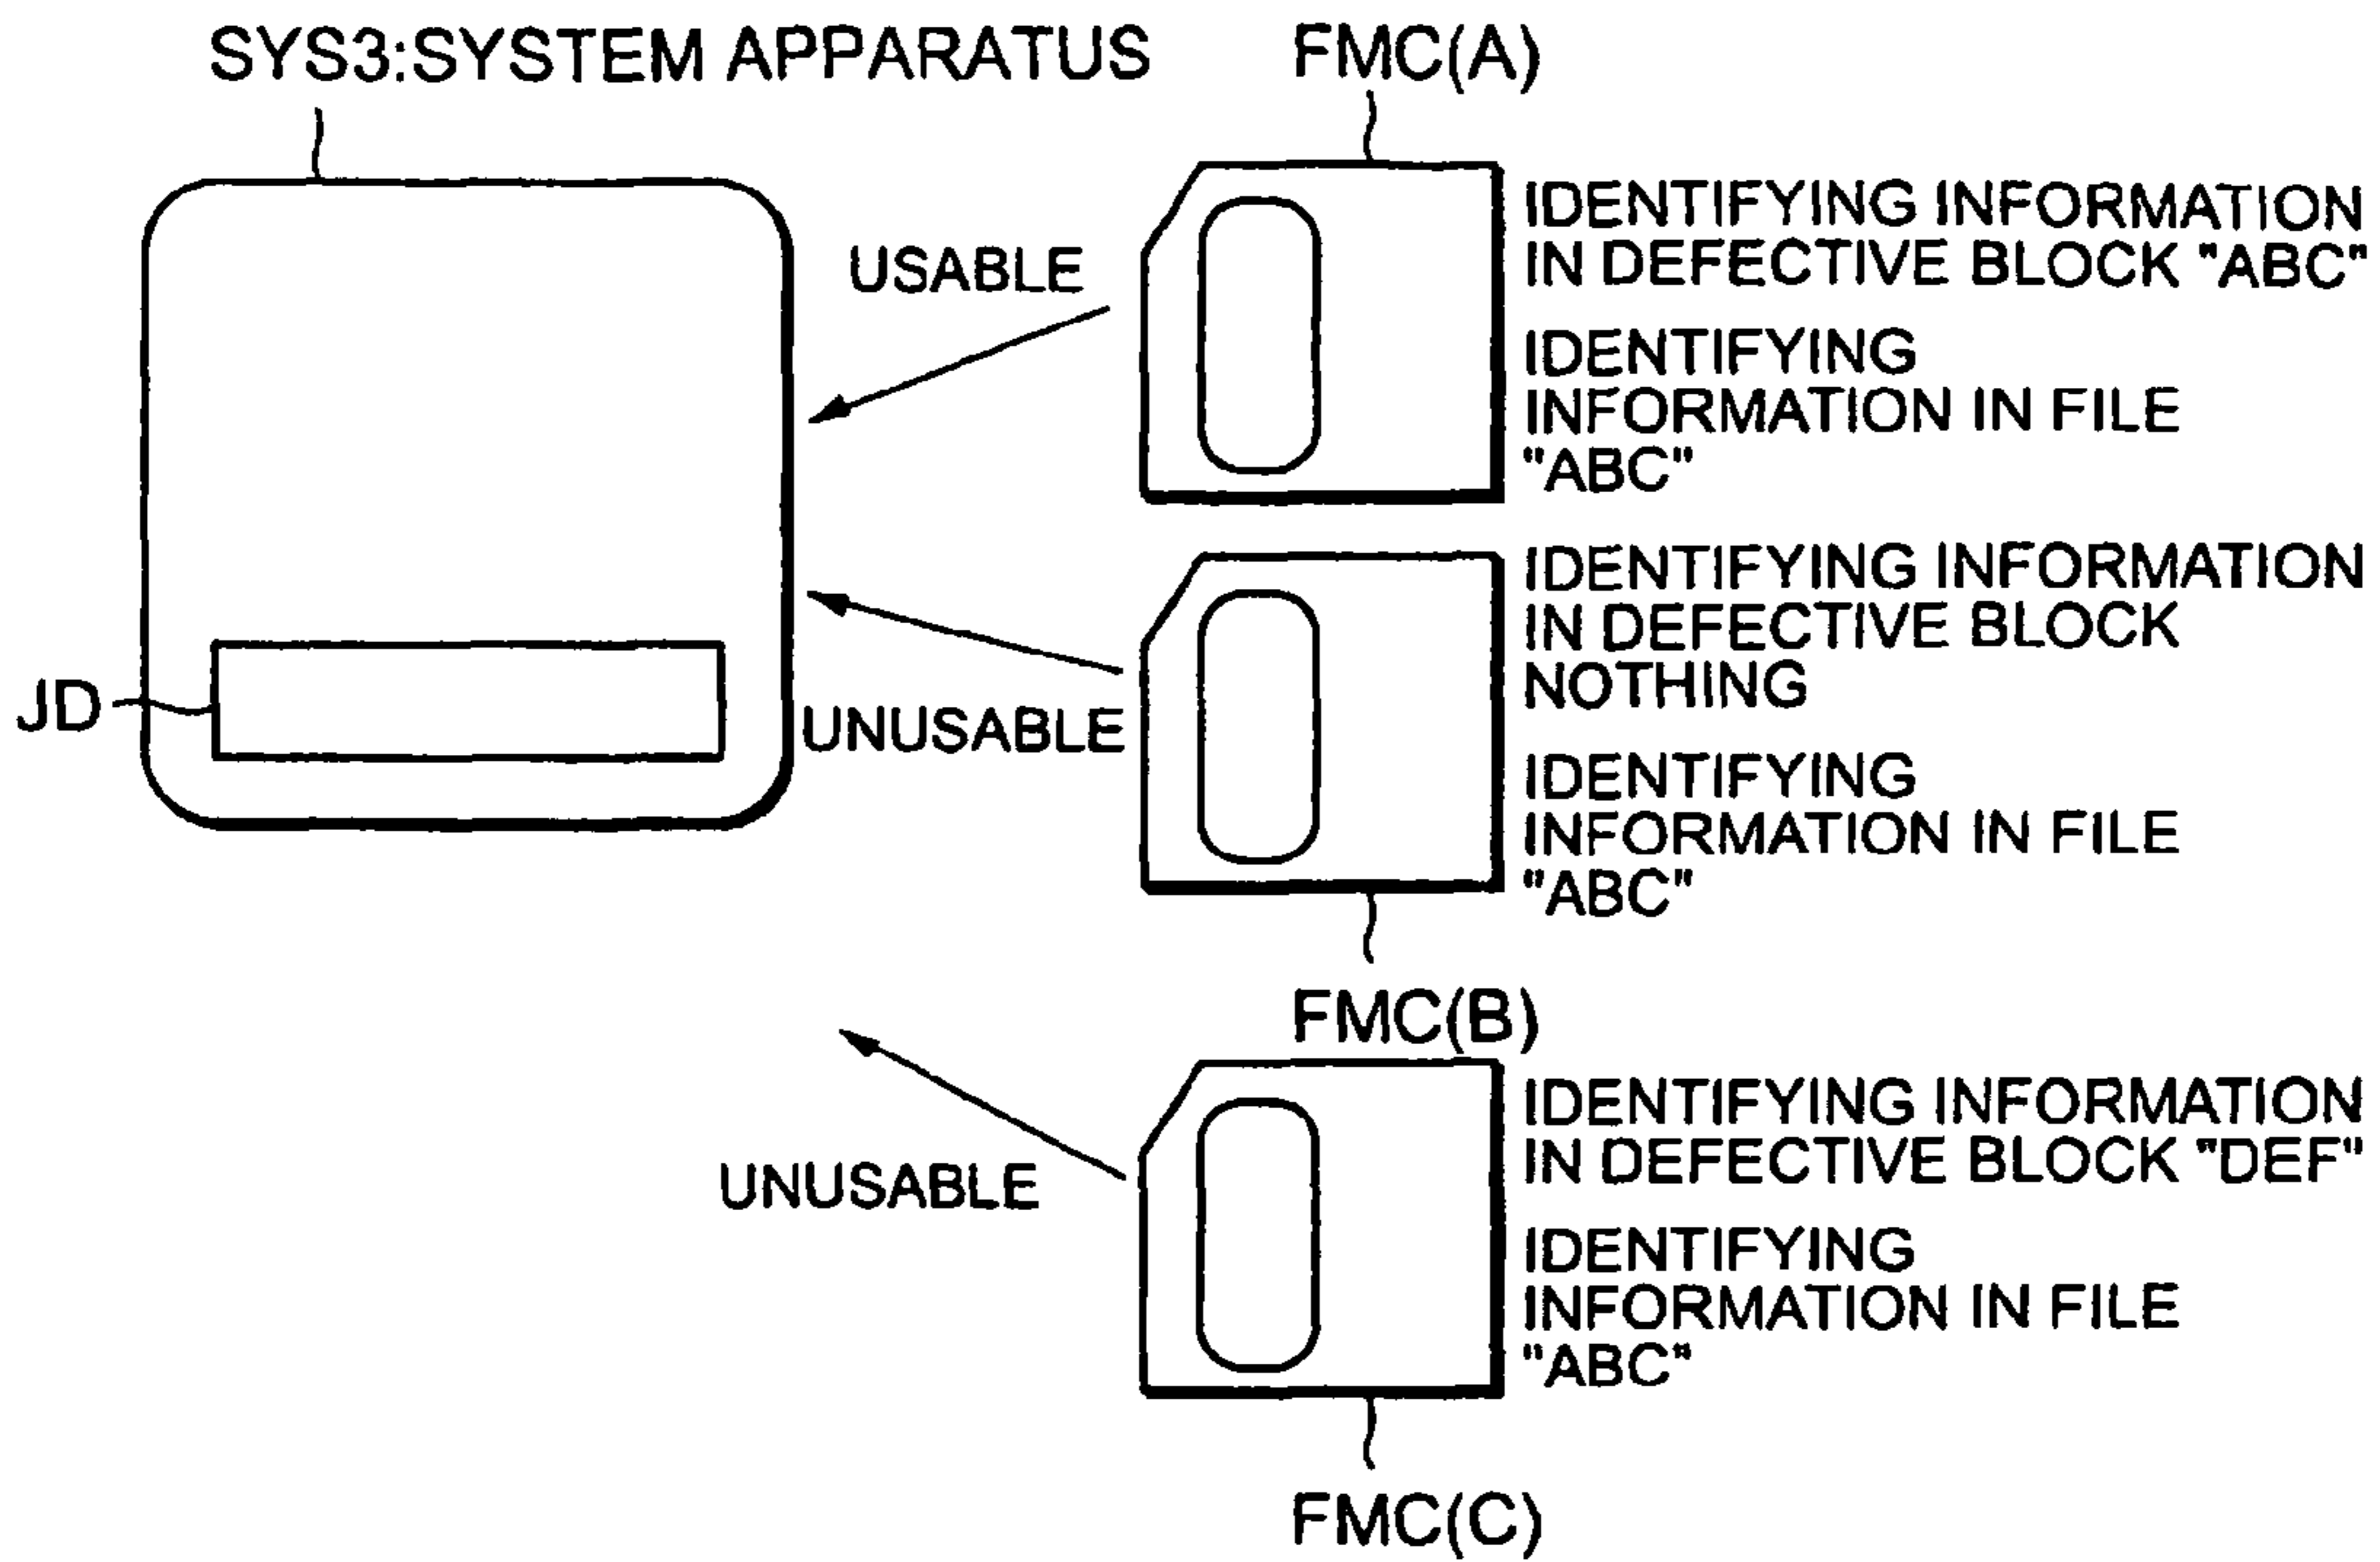 SYS3:SYSTEM APPARATUS
FMC(A)
IDENTIFYING INFORMATION
IN DEFECTIVE BLOCK "ABC"
USABLE
IDENTIFYING
INFORMATION IN FILE
"ABC"
IDENTIFYING INFORMATION
IN DEFECTIVE BLOCK
NOTHING
JD
UNUSABLE
IDENTIFYING
INFORMATION IN FILE
"ABC"
FMC(B)
IDENTIFYING INFORMATION
IN DEFECTIVE BLOCK "DEF"
UNUSABLE
IDENTIFYING
INFORMATION IN FILE
"ABC"
FMC(C)